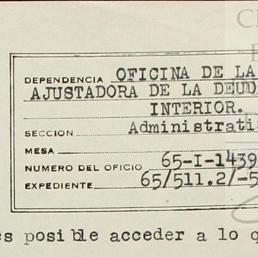 DEPENDENCIA OFICINA DE LA
AJUSTADORA DE LA DEUD
INTERIOR.
SECCION Administrati
MESA
NUMERO DEL OFICIO 65-I-1439
EXPEDIENTE 65/511.2/-5
es posible acceder a lo q